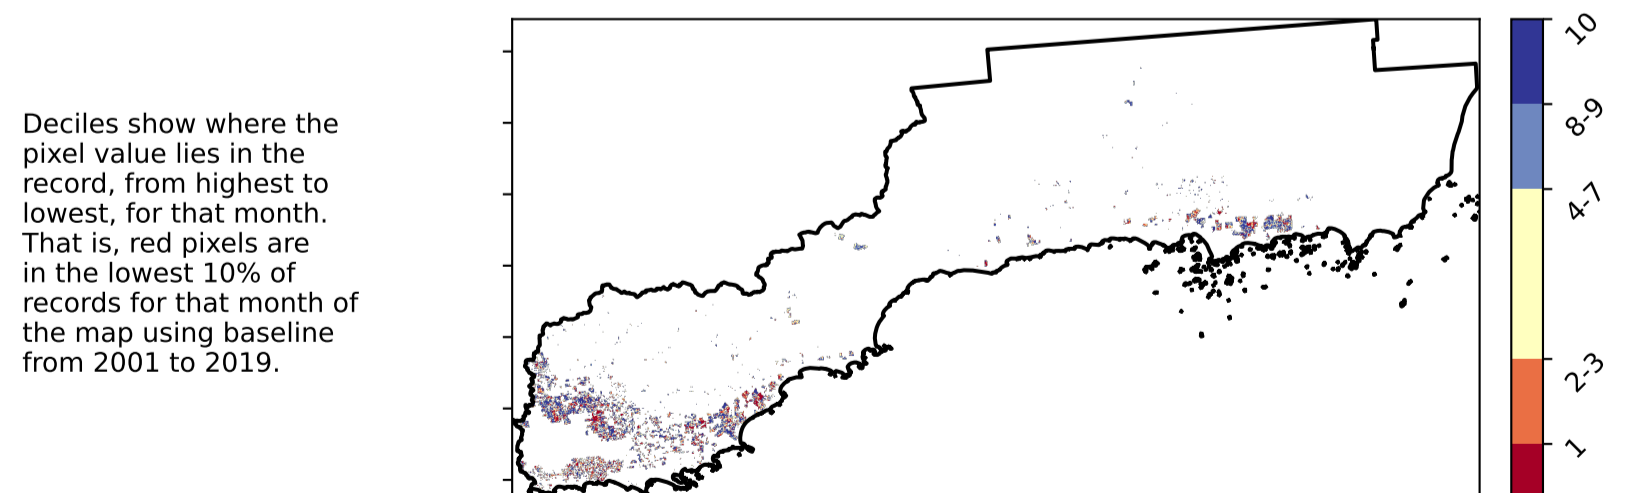 Deciles show where the
pixel value lies in the
record, from highest to
lowest, for that month.
That is, red pixels are
in the lowest 10% of
records for that month of
the map using baseline
from 2001 to 2019.
10
8-9
4-7
2-3
1